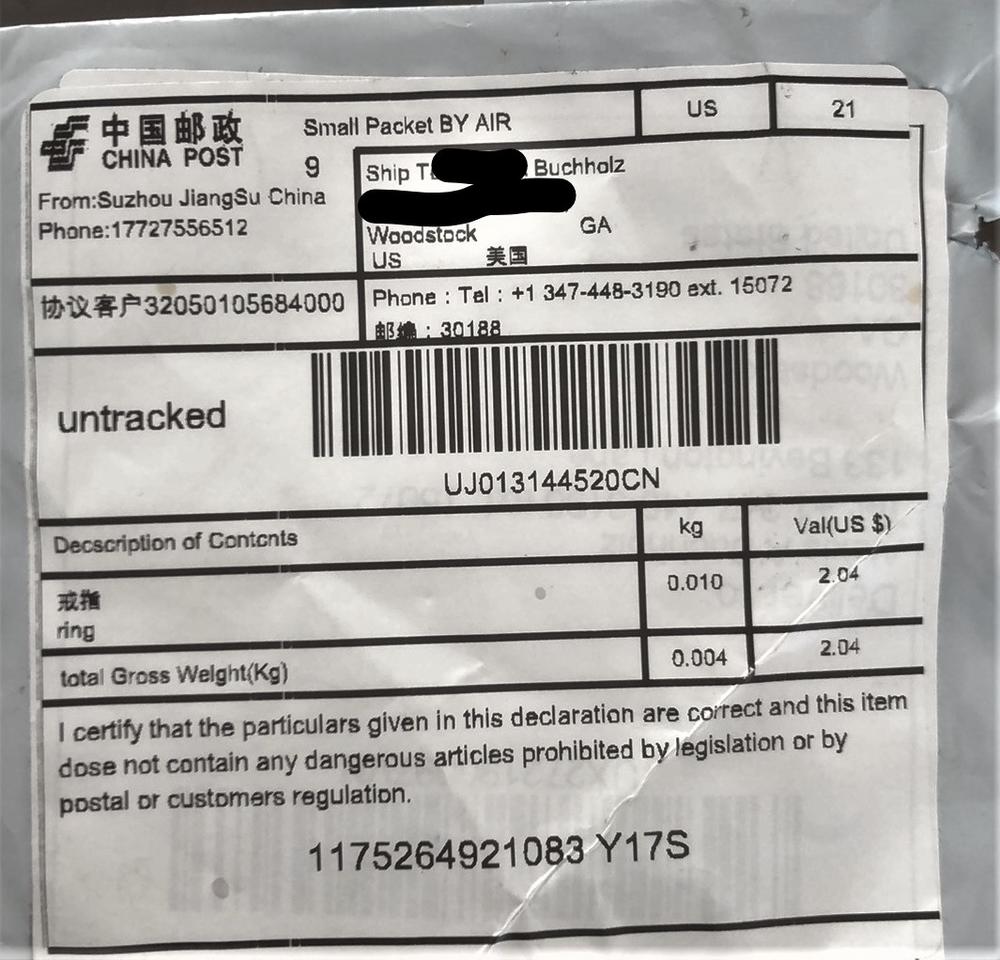 中国邮政
CHINA POST
Small Packet BY AIR
US
21
9
From:Suzhou JiangSu China
Phone:17727556512
Ship Buchholz
Woodstock GA
US 美国
协议客户32050105684000
Phone : Tel : +1 347-448-3190 ext. 15072
邮编 : 30188
untracked
UJ013144520CN
Decscription of Contcnts
kg
Val(US $)
戒指
ring
0.010
2.04
total Gross Weight(Kg)
0.004
2.04
I certify that the particulars given in this declaration are correct and this item
dose not contain any dangerous articles prohibited by legislation or by
postal or customers regulation.
1175264921083 Y17S